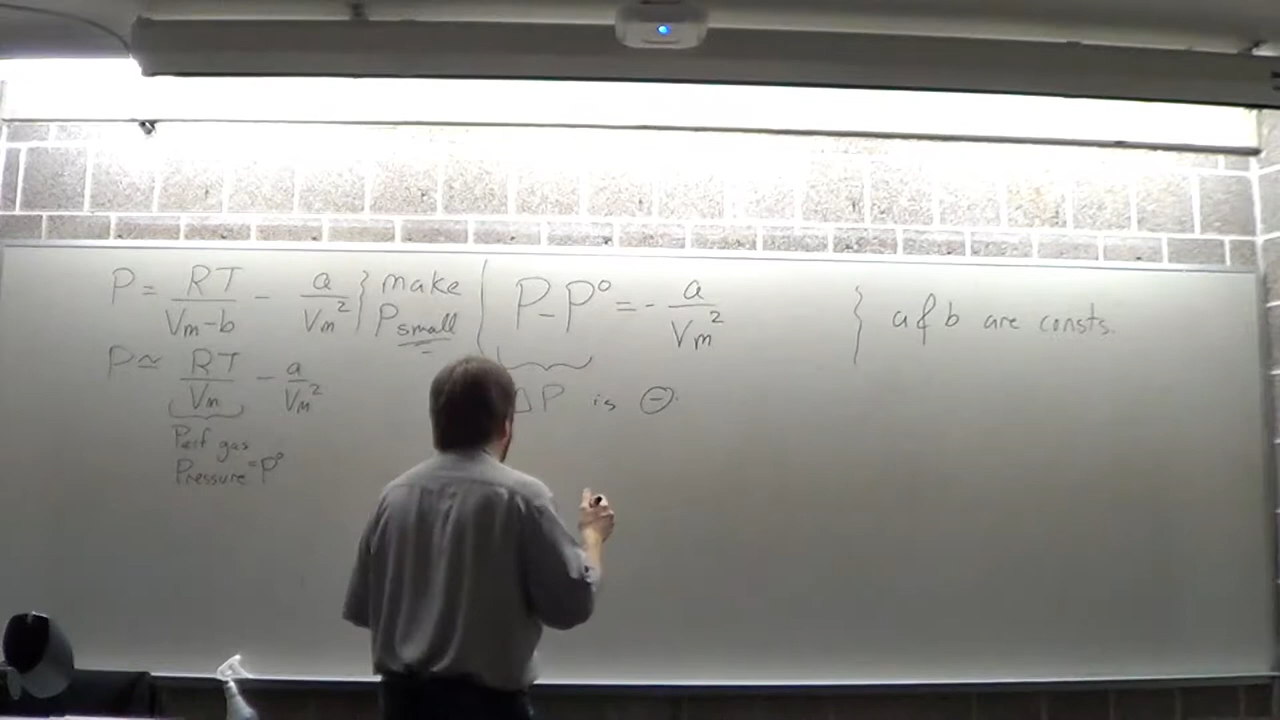 P = RT/(Vm-b) - a/Vm² } make P small
P ≃ RT/Vm - a/Vm²
Perf gas
Pressure = P°
P - P° = - a/Vm²
ΔP is ⊖
} a & b are consts.